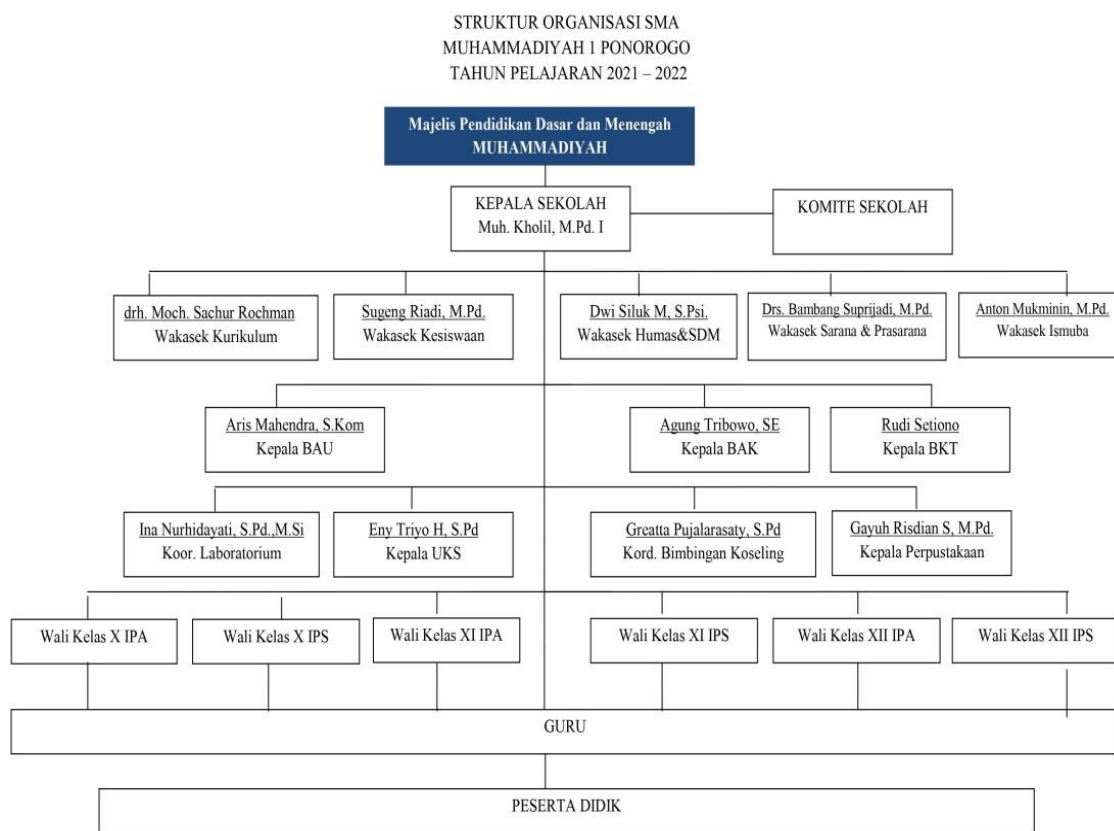 STRUKTUR ORGANISASI SMA
MUHAMMADIYAH 1 PONOROGO
TAHUN PELAJARAN 2021 – 2022
Majelis Pendidikan Dasar dan Menengah
MUHAMMADIYAH
KEPALA SEKOLAH
Muh. Kholil, M.Pd. I
KOMITE SEKOLAH
drh. Moch. Sachur Rochman
Wakasek Kurikulum
Sugeng Riadi, M.Pd.
Wakasek Kesiswaan
Dwi Siluk M, S.Psi.
Wakasek Humas&SDM
Drs. Bambang Suprijadi, M.Pd.
Wakasek Sarana & Prasarana
Anton Mukminin, M.Pd.
Wakasek Ismuba
Aris Mahendra, S.Kom
Kepala BAU
Agung Tribowo, SE
Kepala BAK
Rudi Setiono
Kepala BKT
Ina Nurhidayati, S.Pd.,M.Si
Koor. Laboratorium
Eny Triyo H, S.Pd
Kepala UKS
Greatta Pujalarasaty, S.Pd
Kord. Bimbingan Koseling
Gayuh Risdian S, M.Pd.
Kepala Perpustakaan
Wali Kelas X IPA
Wali Kelas X IPS
Wali Kelas XI IPA
Wali Kelas XI IPS
Wali Kelas XII IPA
Wali Kelas XII IPS
GURU
PESERTA DIDIK